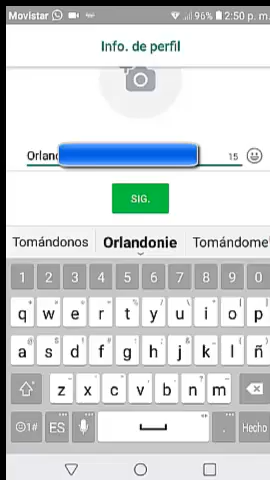 Movistar 96% 2:50 p. m.
Info. de perfil
15
SIG.
Tomándonos Orlandonie Tomándome
1 2 3 4 5 6 7 8 9 0
q w e r t y u i o p
a s d f g h j k l ñ
z x c v b n m
1# ES . Hecho